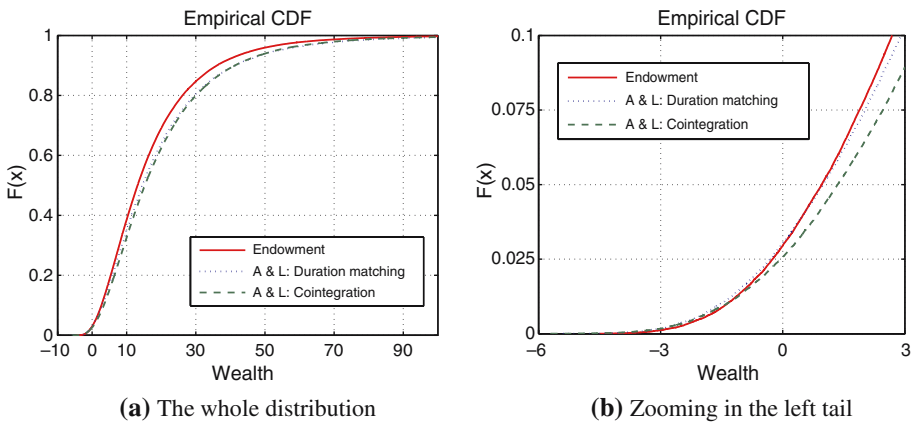 Empirical CDF
1
0.8
0.6
0.4
0.2
0
F(x)
Endowment
A & L: Duration matching
A & L: Cointegration
−10 0 10 30 50 70 90
Wealth
(a) The whole distribution
Empirical CDF
0.1
0.075
0.05
0.025
0
F(x)
Endowment
A & L: Duration matching
A & L: Cointegration
−6 −3 0 3
Wealth
(b) Zooming in the left tail